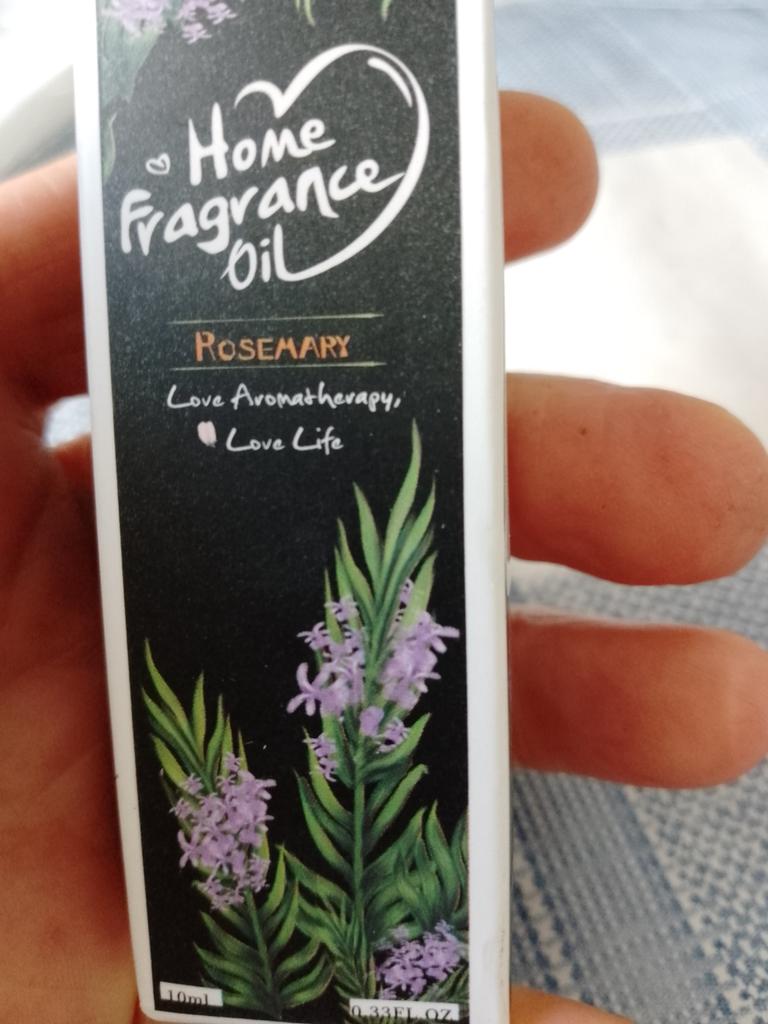 Home
Fragrance
Oil
ROSEMARY
Love Aromatherapy,
Love Life
10ml
0.33FL OZ